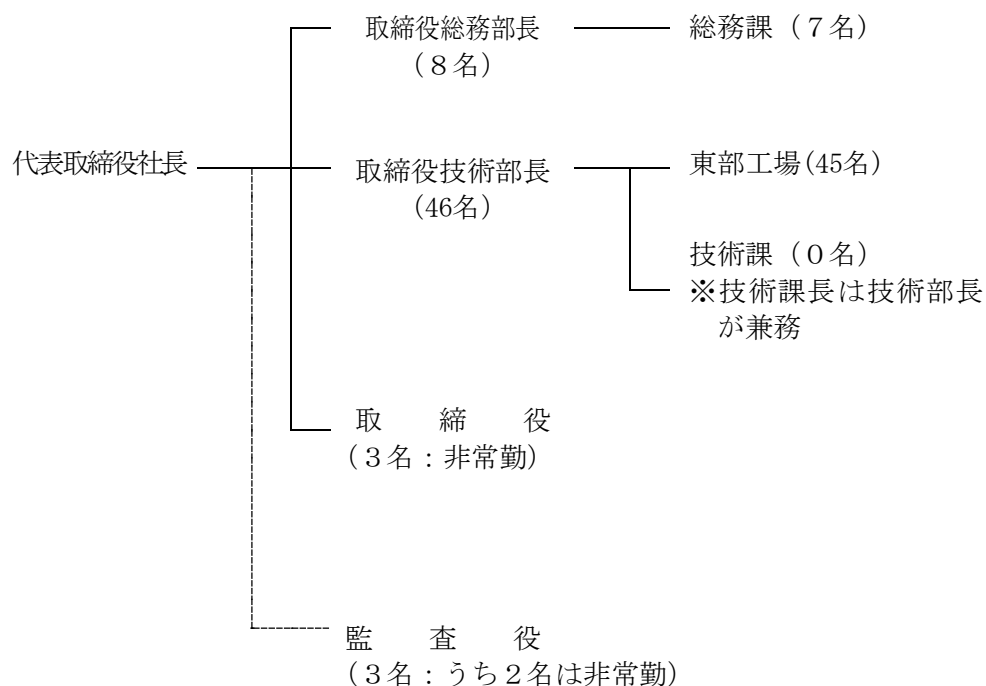 取締役総務部長
（８名）
総務課（７名）
代表取締役社長
取締役技術部長
(46名)
東部工場(45名)
技術課（０名）
※技術課長は技術部長
が兼務
取　締　役
（３名：非常勤）
監　査　役
（３名：うち２名は非常勤）